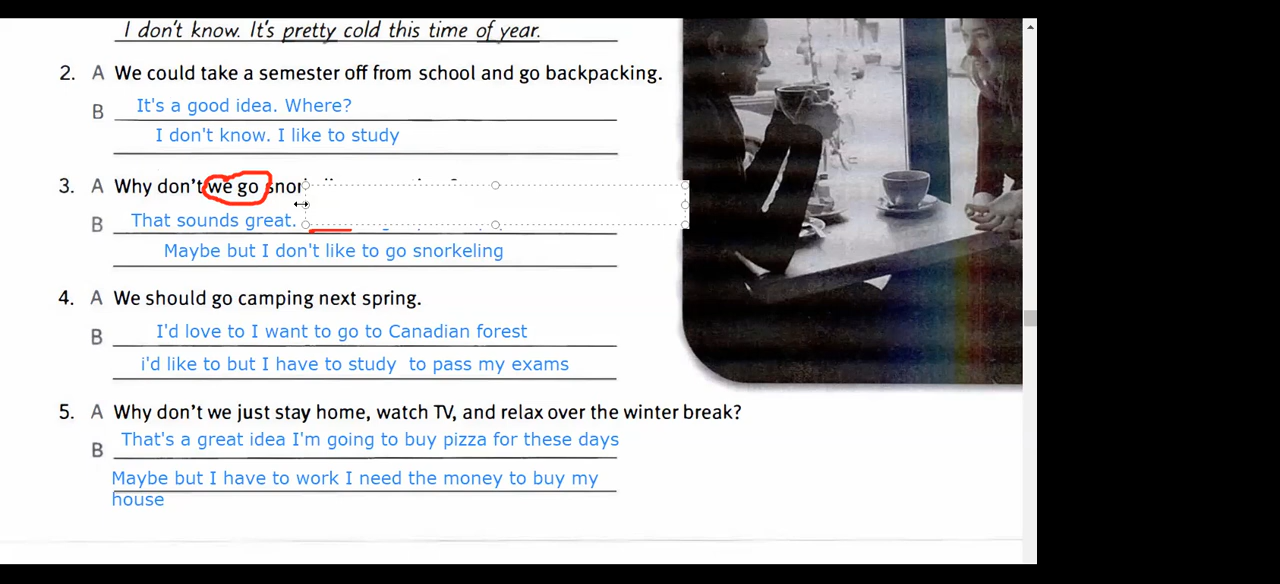 I don't know. It's pretty cold this time of year.
2. A We could take a semester off from school and go backpacking.
B It's a good idea. Where?
I don't know. I like to study
3. A Why don't we go
B That sounds great.
Maybe but I don't like to go snorkeling
4. A We should go camping next spring.
B I'd love to I want to go to Canadian forest
i'd like to but I have to study to pass my exams
5. A Why don't we just stay home, watch TV, and relax over the winter break?
B That's a great idea I'm going to buy pizza for these days
Maybe but I have to work I need the money to buy my
house